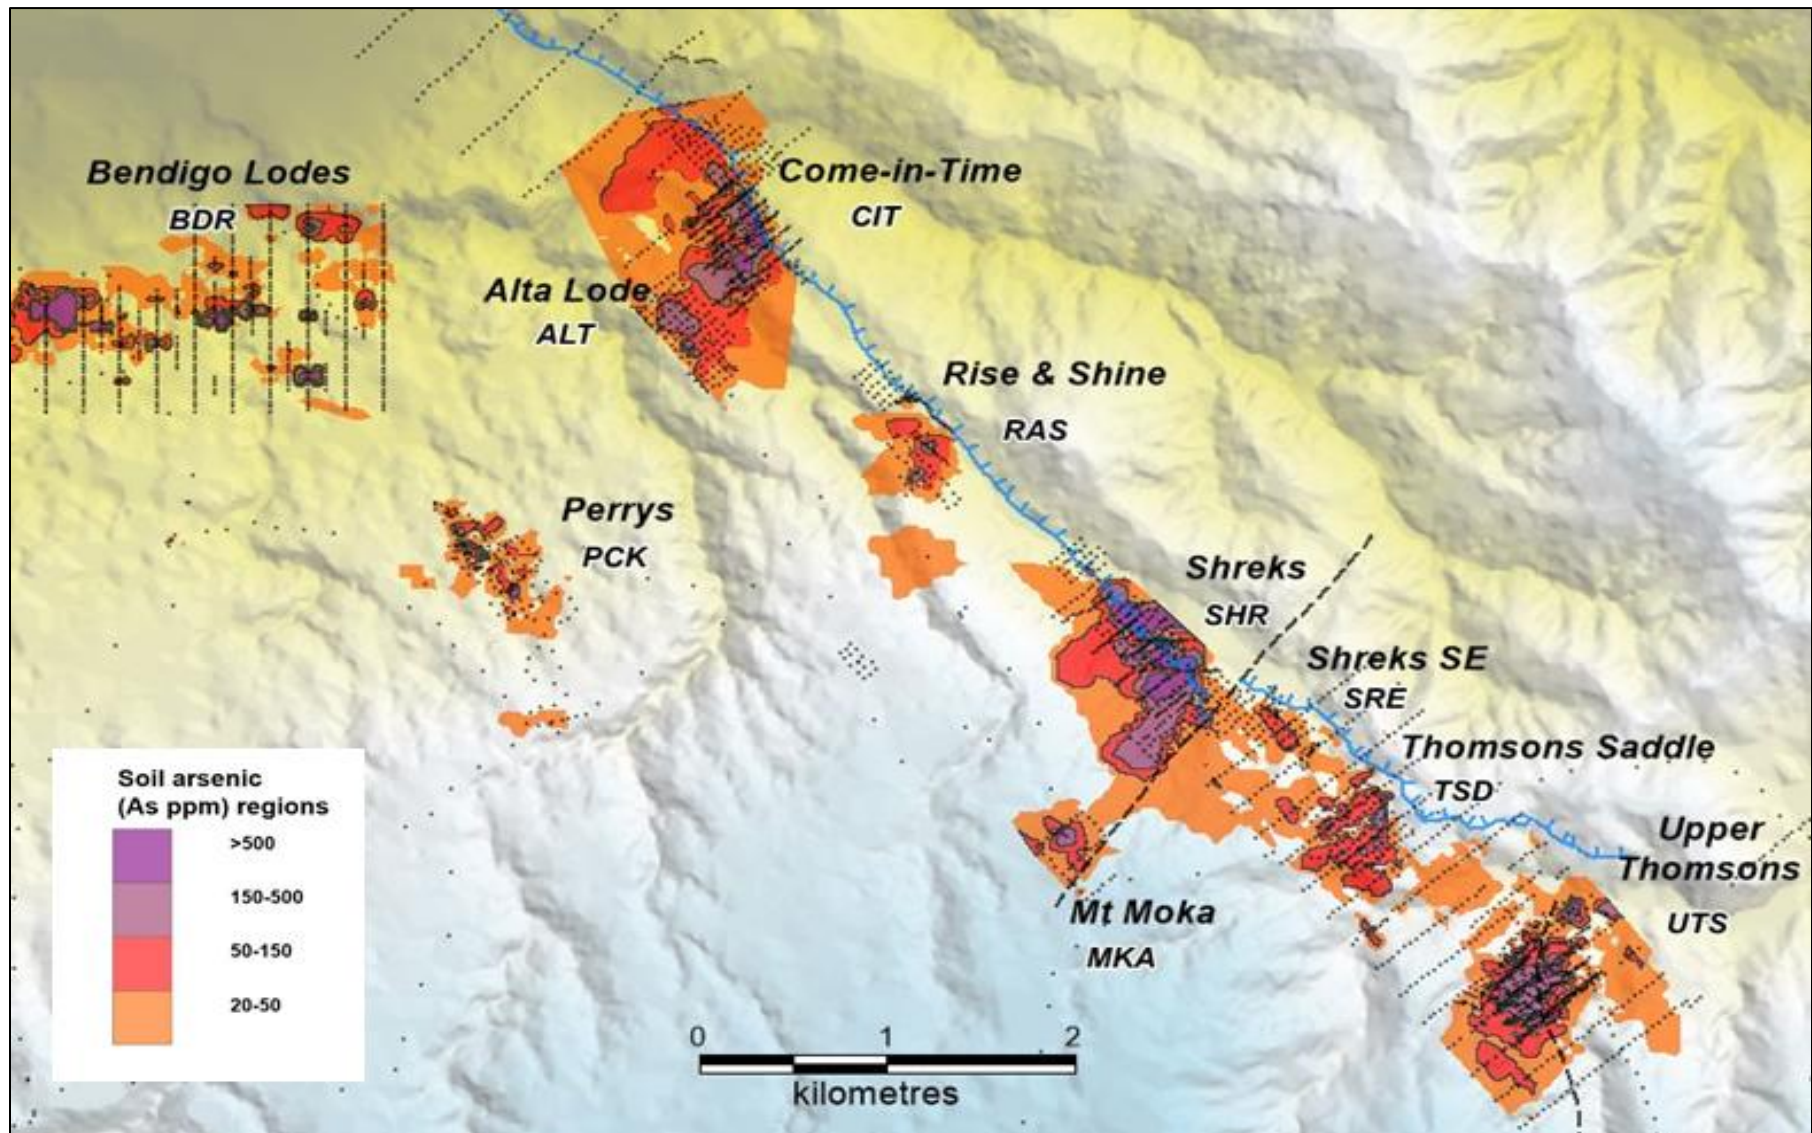 Bendigo Lodes
BDR
Come-in-Time
CIT
Alta Lode
ALT
Rise & Shine
RAS
Perrys
PCK
Shreks
SHR
Shreks SE
SRE
Thomsons Saddle
TSD
Upper
Thomsons
UTS
Mt Moka
MKA
Soil arsenic
(As ppm) regions
>500
150-500
50-150
20-50
0 1 2
kilometres